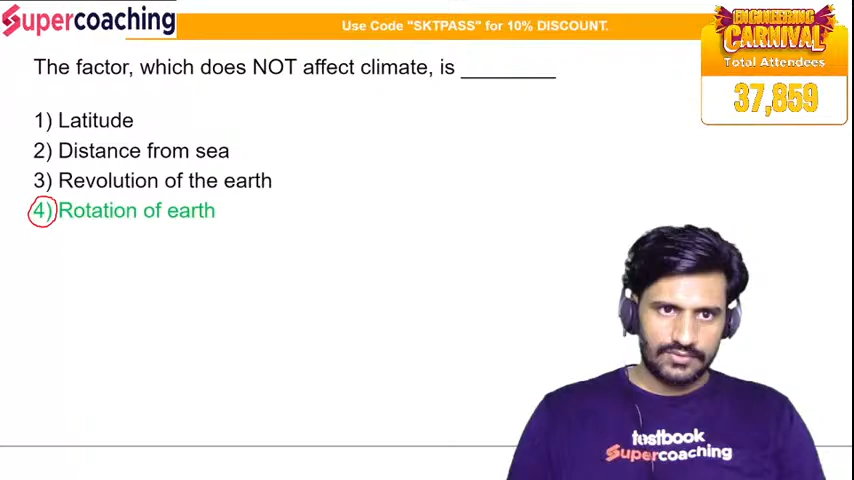 Supercoaching
Use Code "SKTPASS" for 10% DISCOUNT.
ENGINEERING
CARNIVAL
Total Attendees
37,859
The factor, which does NOT affect climate, is ________
1) Latitude
2) Distance from sea
3) Revolution of the earth
4) Rotation of earth
testbook
Supercoaching